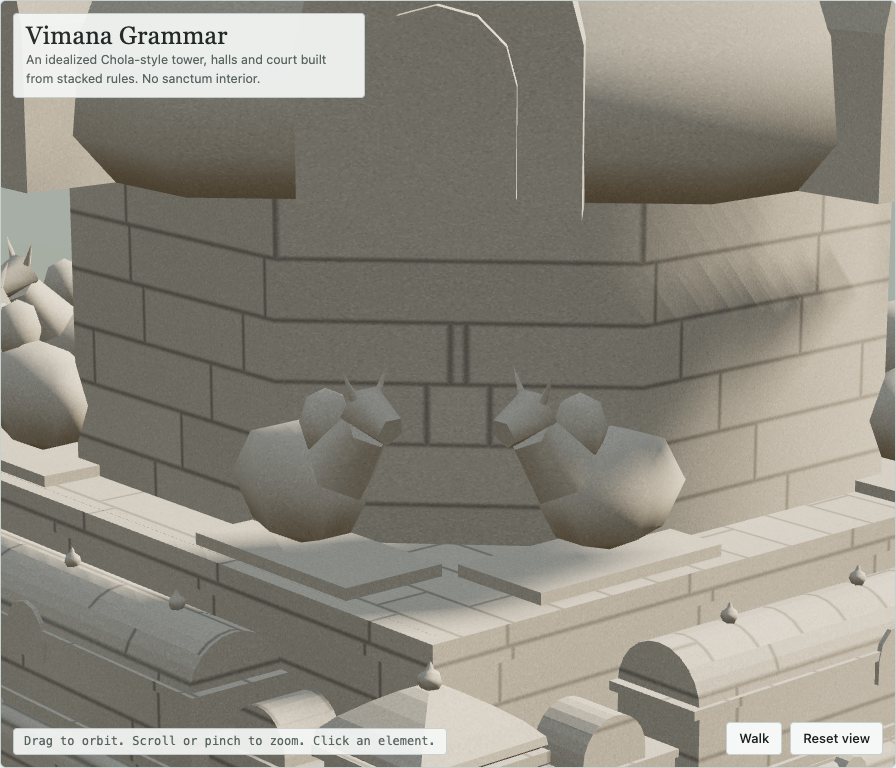 Vimana Grammar
An idealized Chola-style tower, halls and court built
from stacked rules. No sanctum interior.
Drag to orbit. Scroll or pinch to zoom. Click an element.
Walk
Reset view